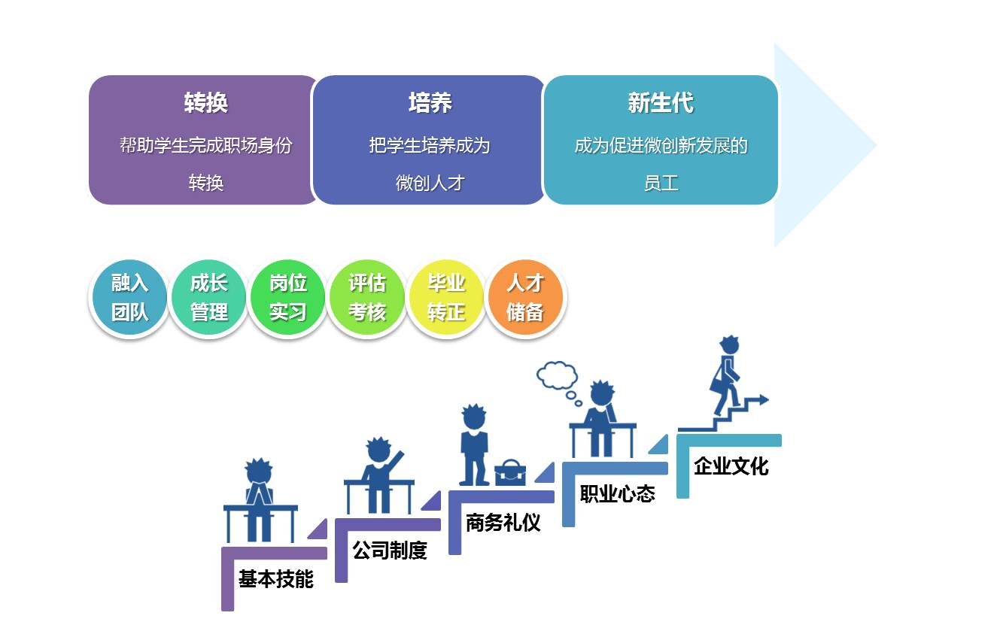 转换
帮助学生完成职场身份
转换
培养
把学生培养成为
微创人才
新生代
成为促进微创新发展的
员工
融入
团队
成长
管理
岗位
实习
评估
考核
毕业
转正
人才
储备
企业文化
职业心态
商务礼仪
公司制度
基本技能